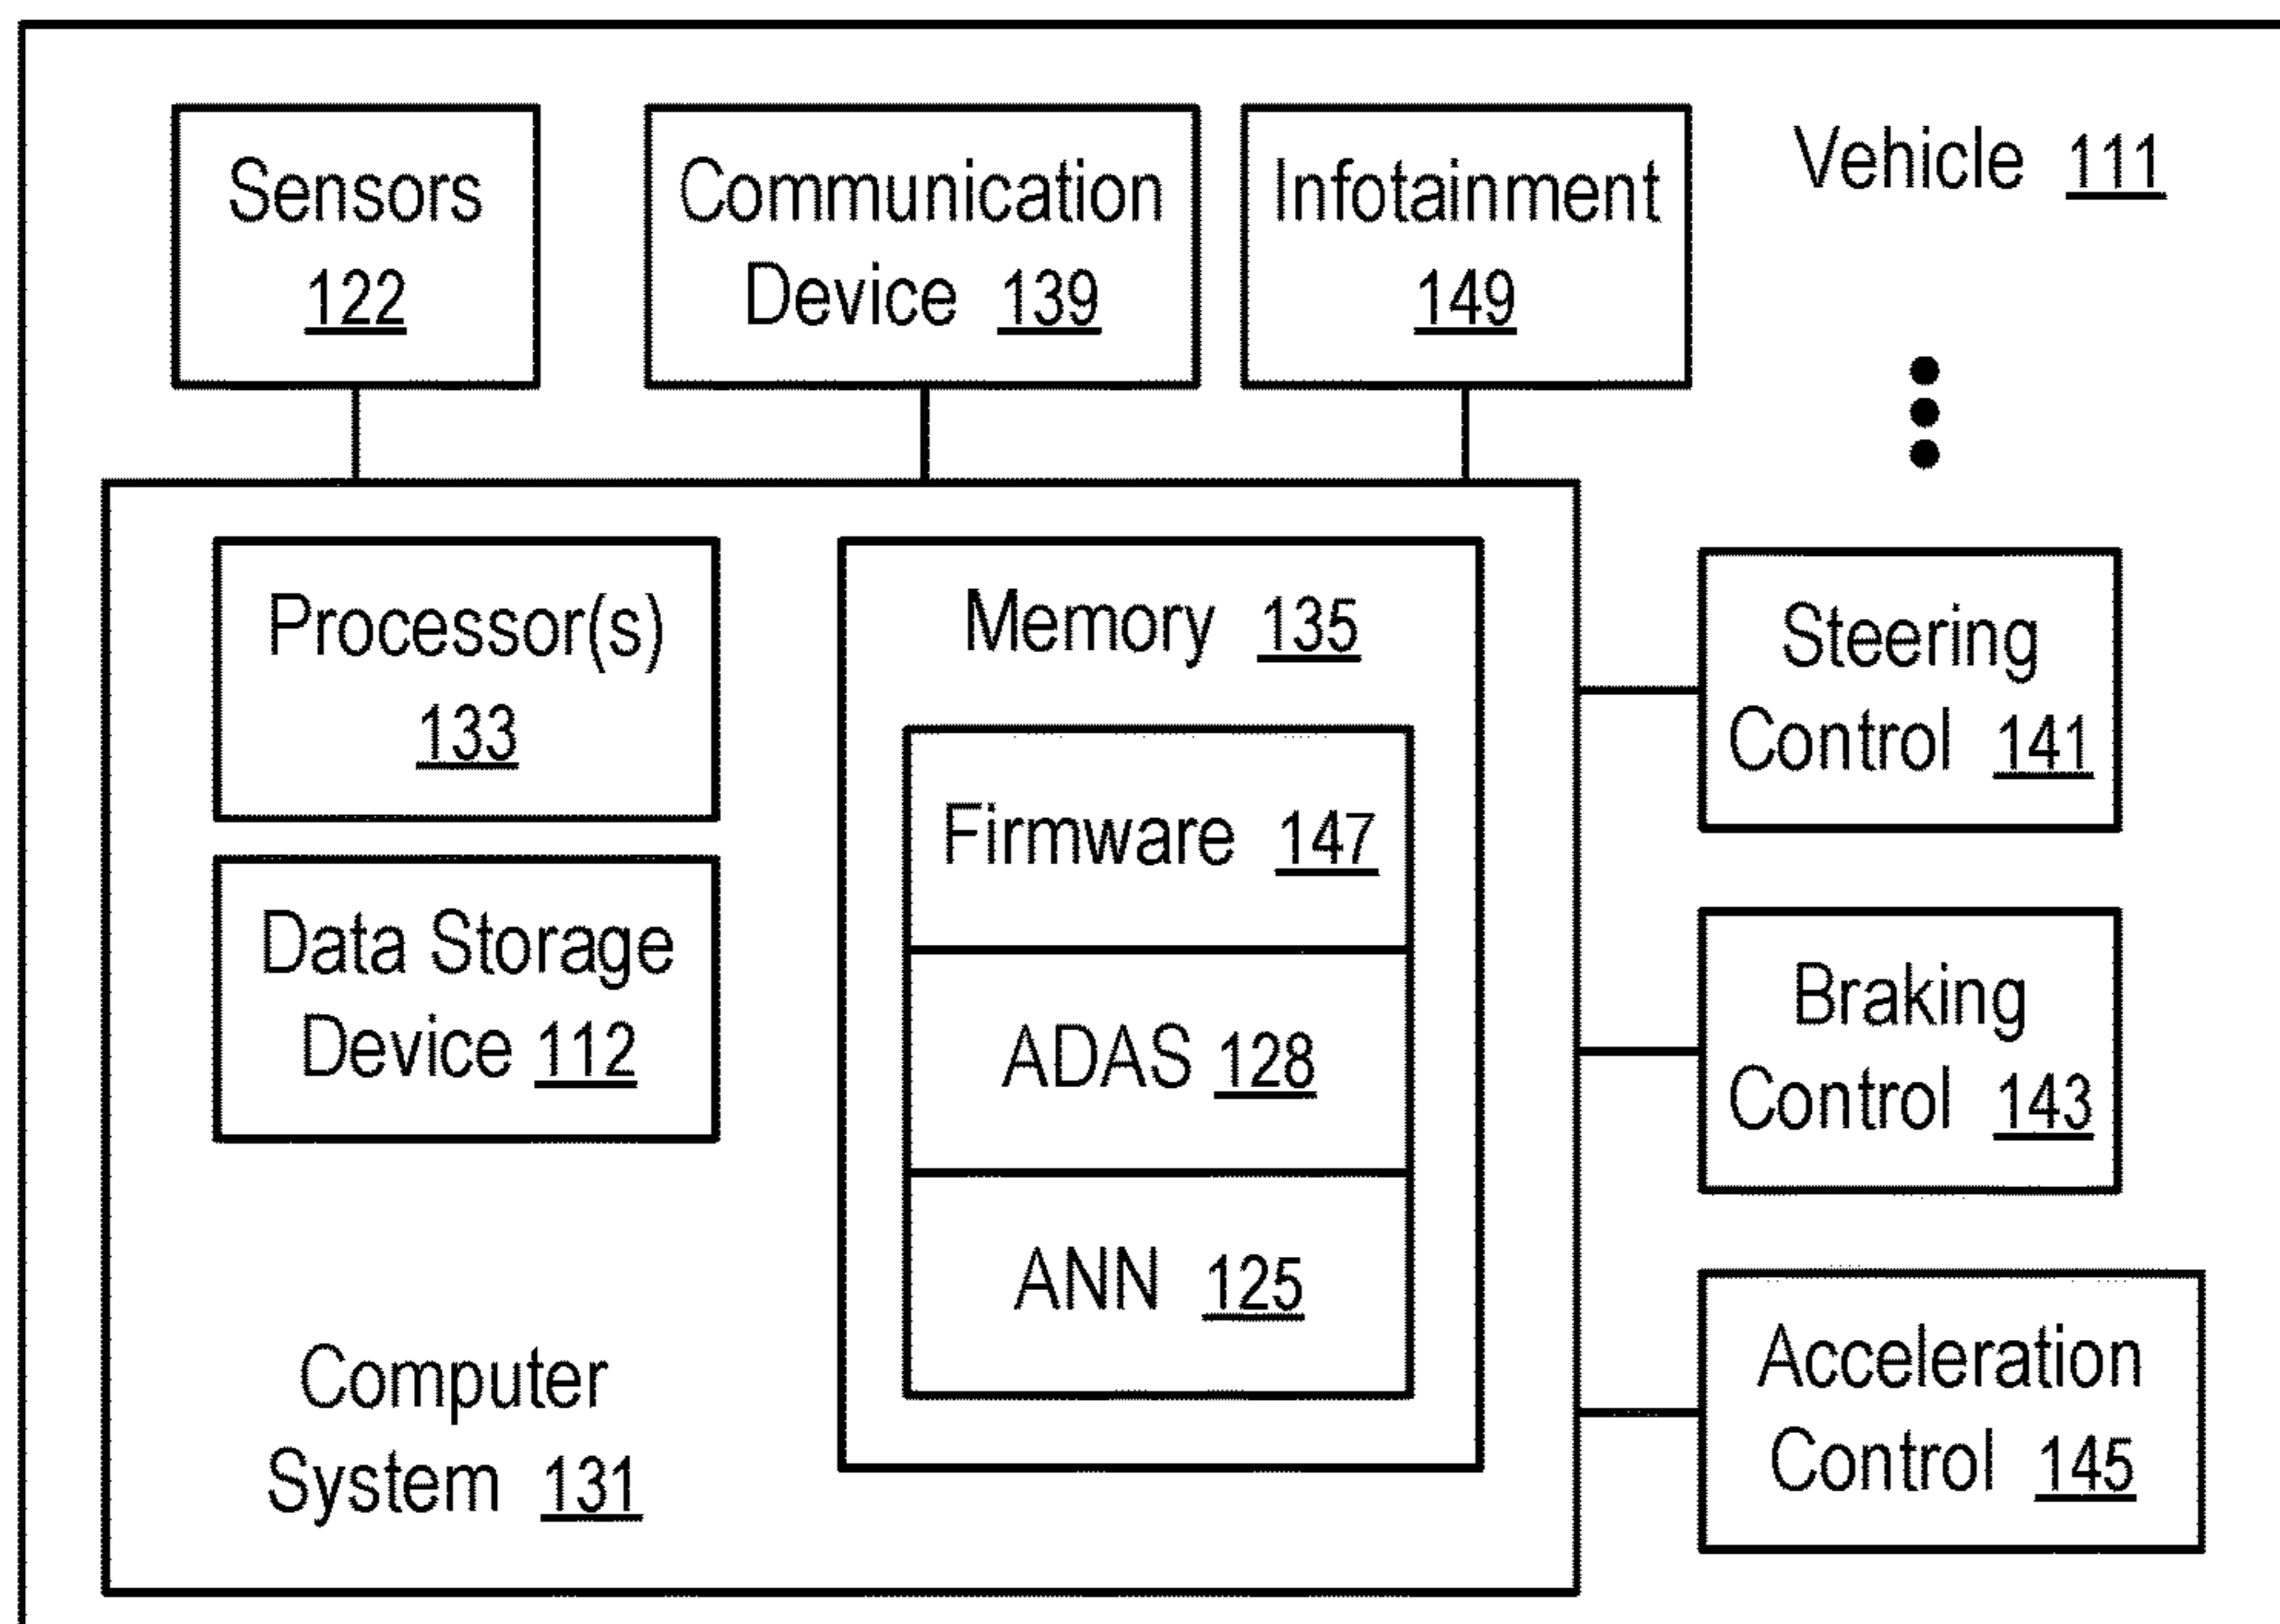 Sensors
122
Communication
Device 139
Infotainment
149
Vehicle 111
Processor(s)
133
Data Storage
Device 112
Computer
System 131
Memory 135
Firmware 147
ADAS 128
ANN 125
Steering
Control 141
Braking
Control 143
Acceleration
Control 145